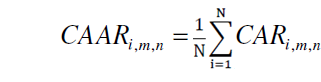 CAAR_{i,m,n} = \frac{1}{N} \sum_{i=1}^{N} CAR_{i,m,n}